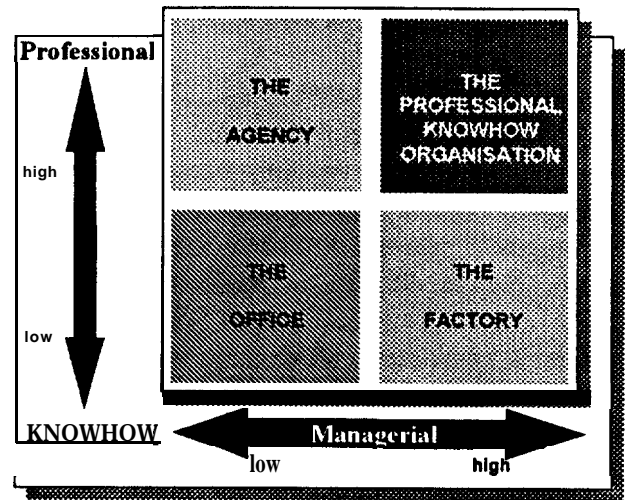 Professional
THE
AGENCY
THE
PROFESSIONAL
KNOWHOW
ORGANISATION
high
THE
OFFICE
THE
FACTORY
low
KNOWHOW
Managerial
low
high